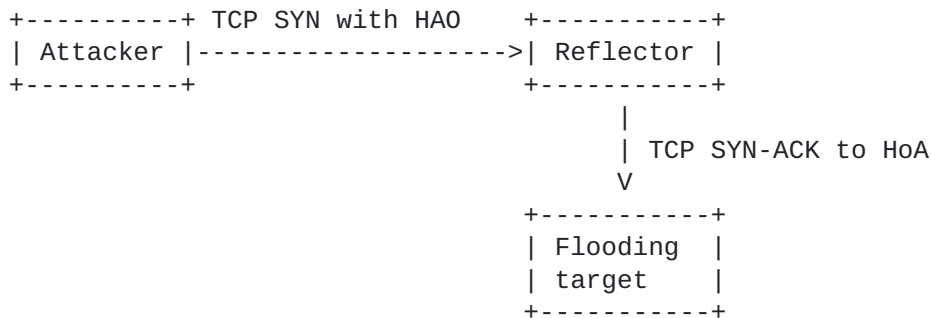 +----------+ TCP SYN with HAO    +-----------+
| Attacker |-------------------->| Reflector |
+----------+                     +-----------+
                                       |
                                       | TCP SYN-ACK to HoA
                                       V
                                 +-----------+
                                 | Flooding  |
                                 | target    |
                                 +-----------+